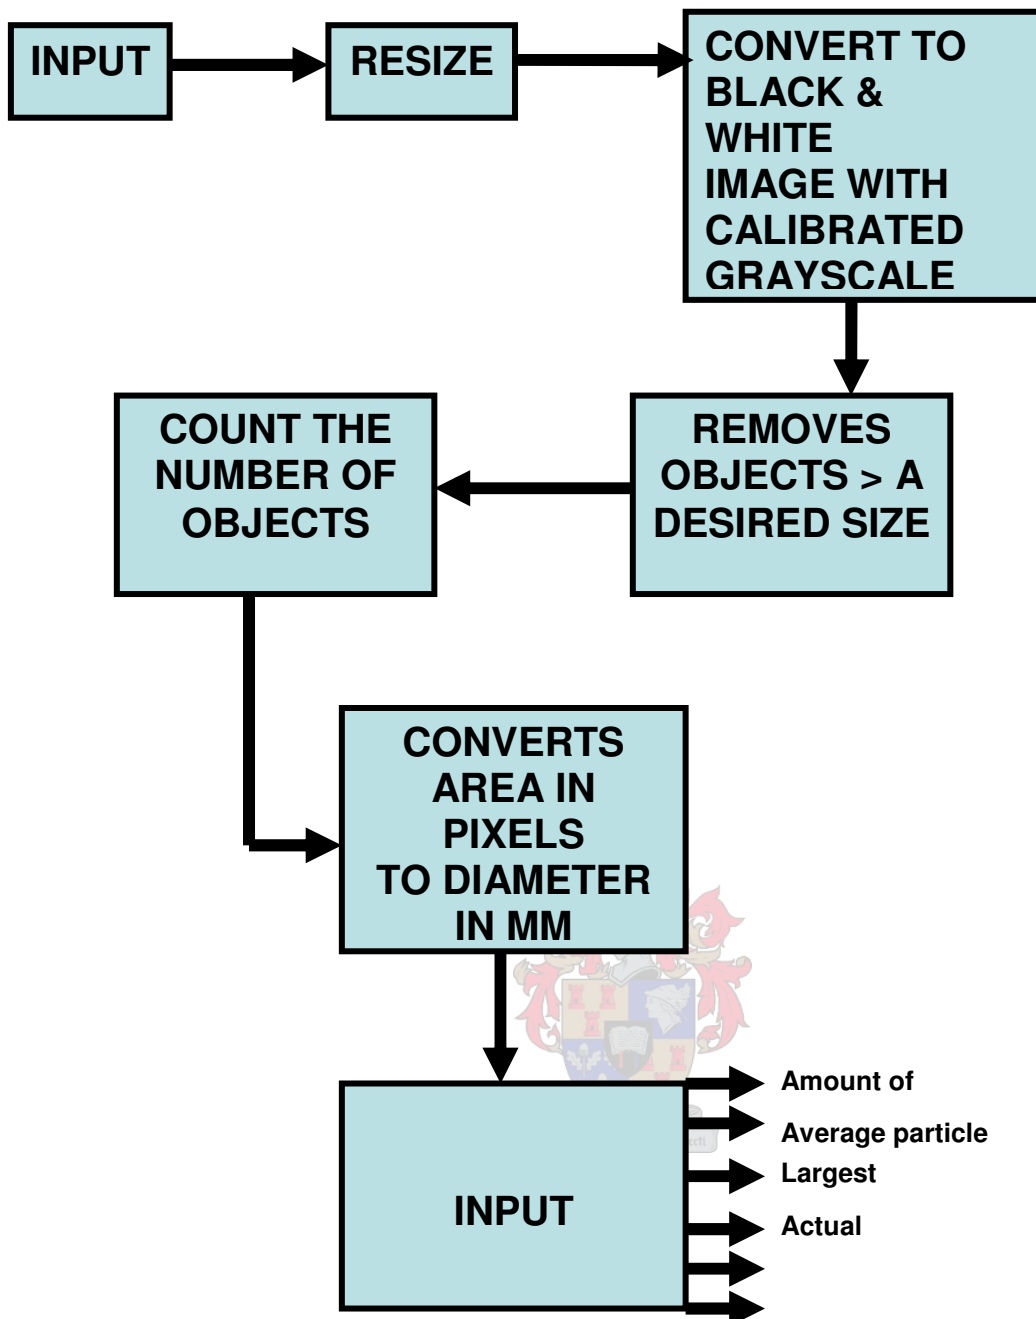 INPUT
RESIZE
CONVERT TO
BLACK &
WHITE
IMAGE WITH
CALIBRATED
GRAYSCALE
REMOVES
OBJECTS > A
DESIRED SIZE
COUNT THE
NUMBER OF
OBJECTS
CONVERTS
AREA IN
PIXELS
TO DIAMETER
IN MM
INPUT
Amount of
Average particle
Largest
Actual